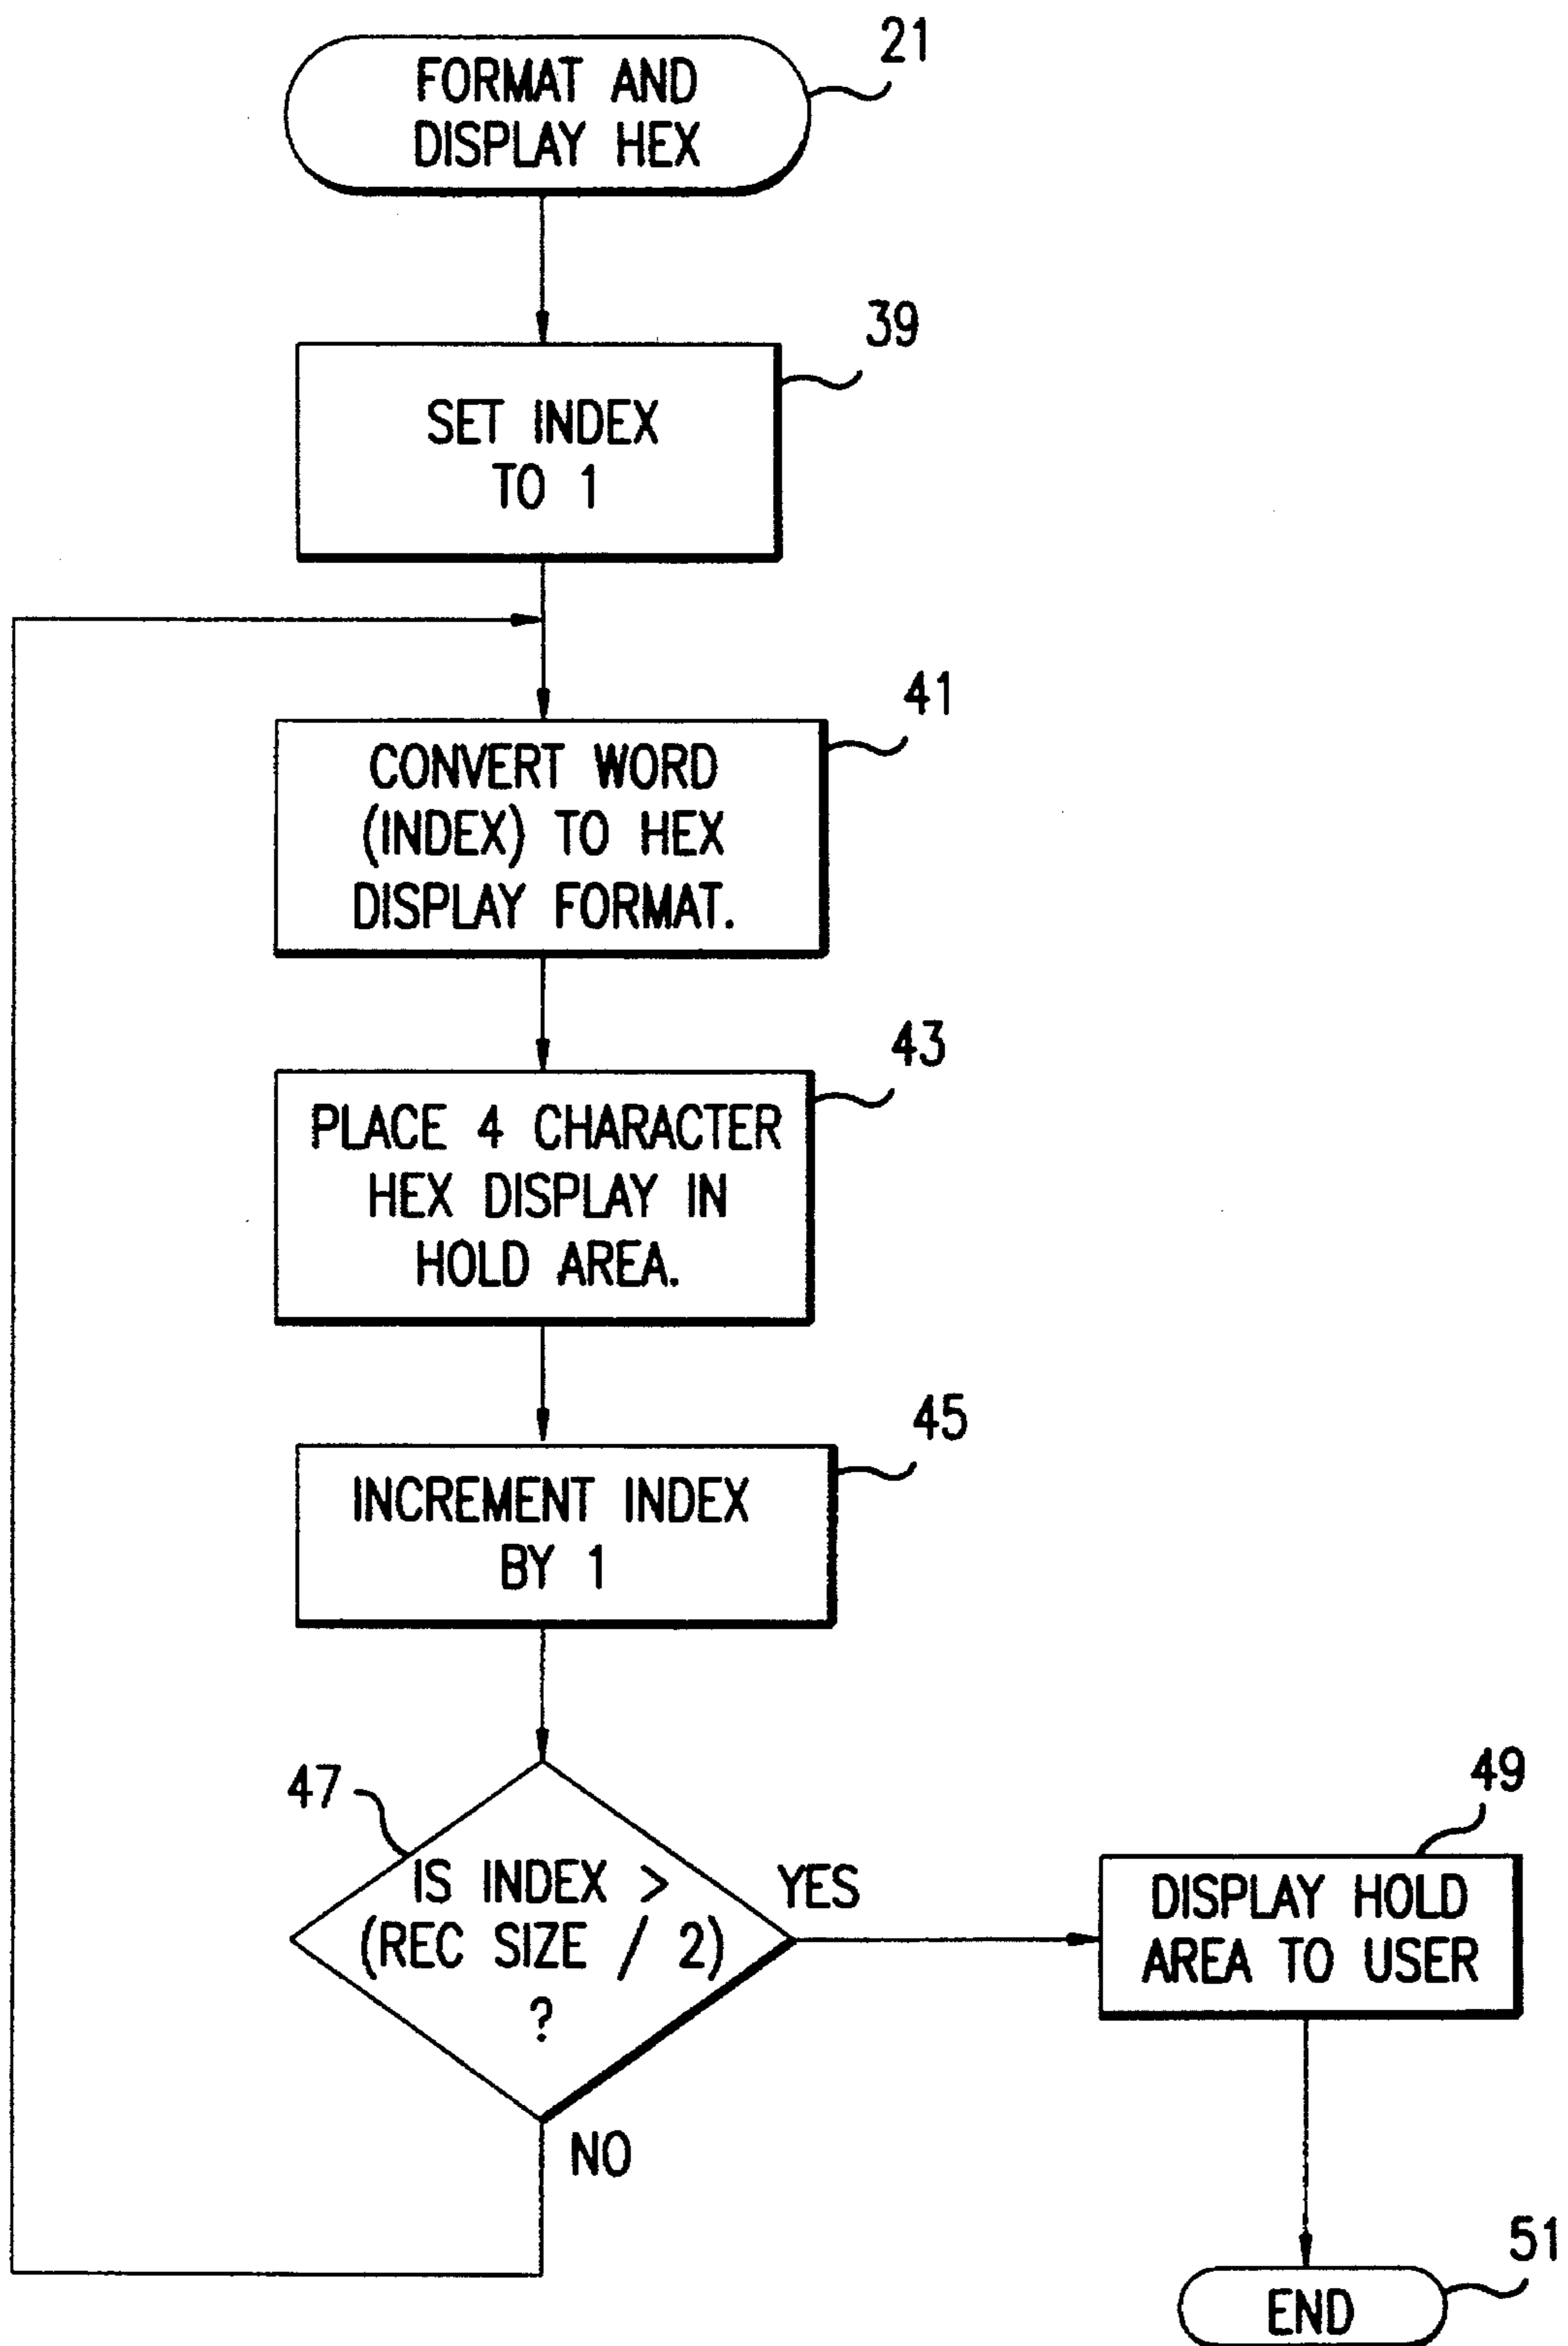 21
FORMAT AND
DISPLAY HEX
39
SET INDEX
TO 1
41
CONVERT WORD
(INDEX) TO HEX
DISPLAY FORMAT.
43
PLACE 4 CHARACTER
HEX DISPLAY IN
HOLD AREA.
45
INCREMENT INDEX
BY 1
47
IS INDEX >
(REC SIZE / 2)
?
YES
NO
49
DISPLAY HOLD
AREA TO USER
51
END